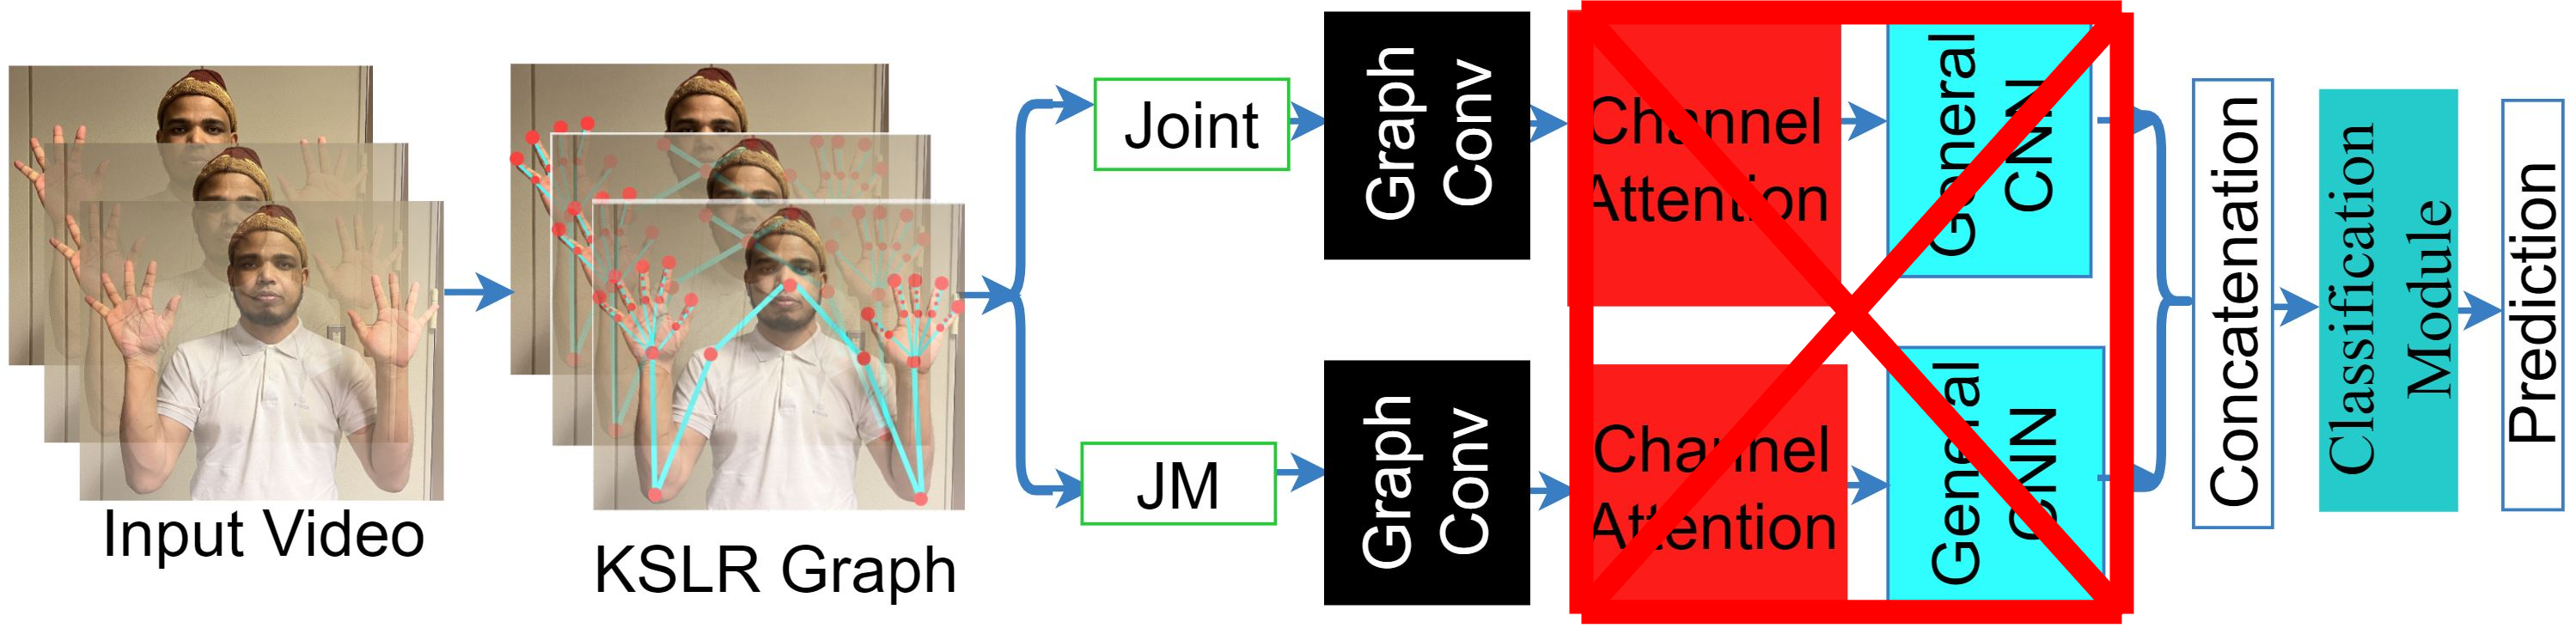 Input Video
KSLR Graph
Joint
JM
Graph
Conv
Graph
Conv
Channel
Attention
Channel
Attention
General
CNN
General
CNN
Concatenation
Classification
Module
Prediction